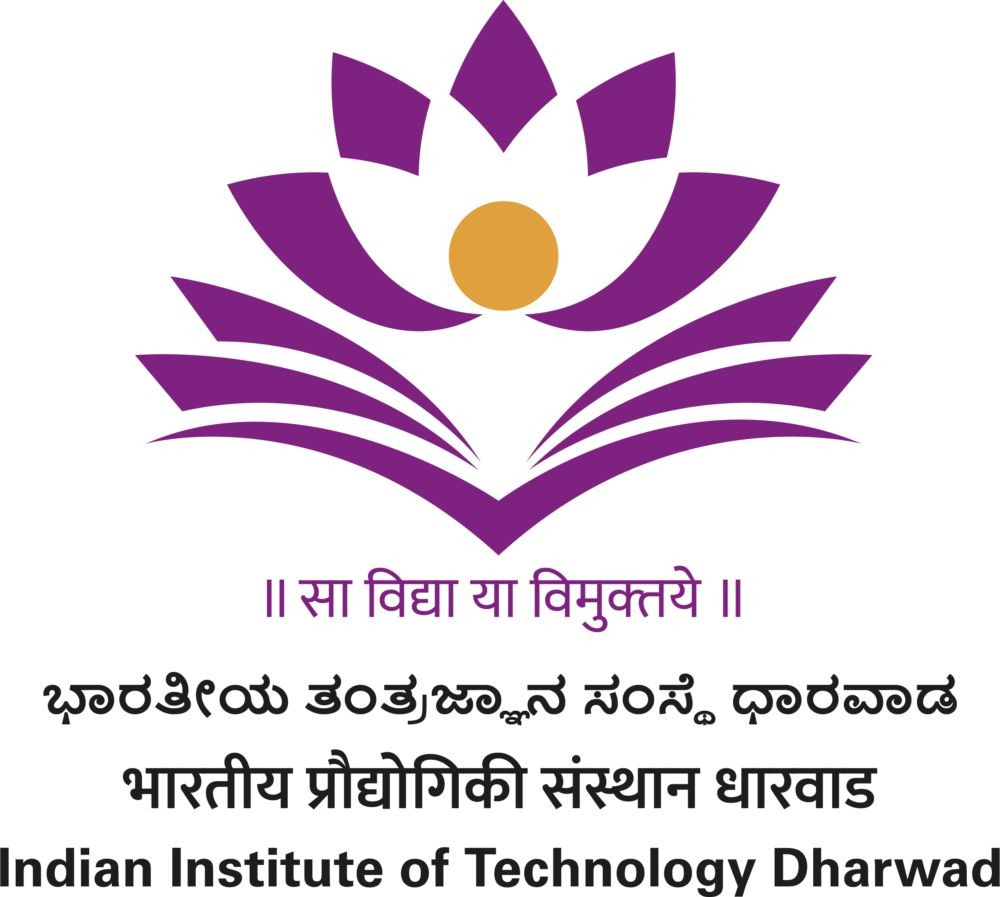 ॥ सा विद्या या विमुक्तये ॥
ಭಾರತೀಯ ತಂತ್ರಜ್ಞಾನ ಸಂಸ್ಥೆ ಧಾರವಾಡ
भारतीय प्रौद्योगिकी संस्थान धारवाड
Indian Institute of Technology Dharwad